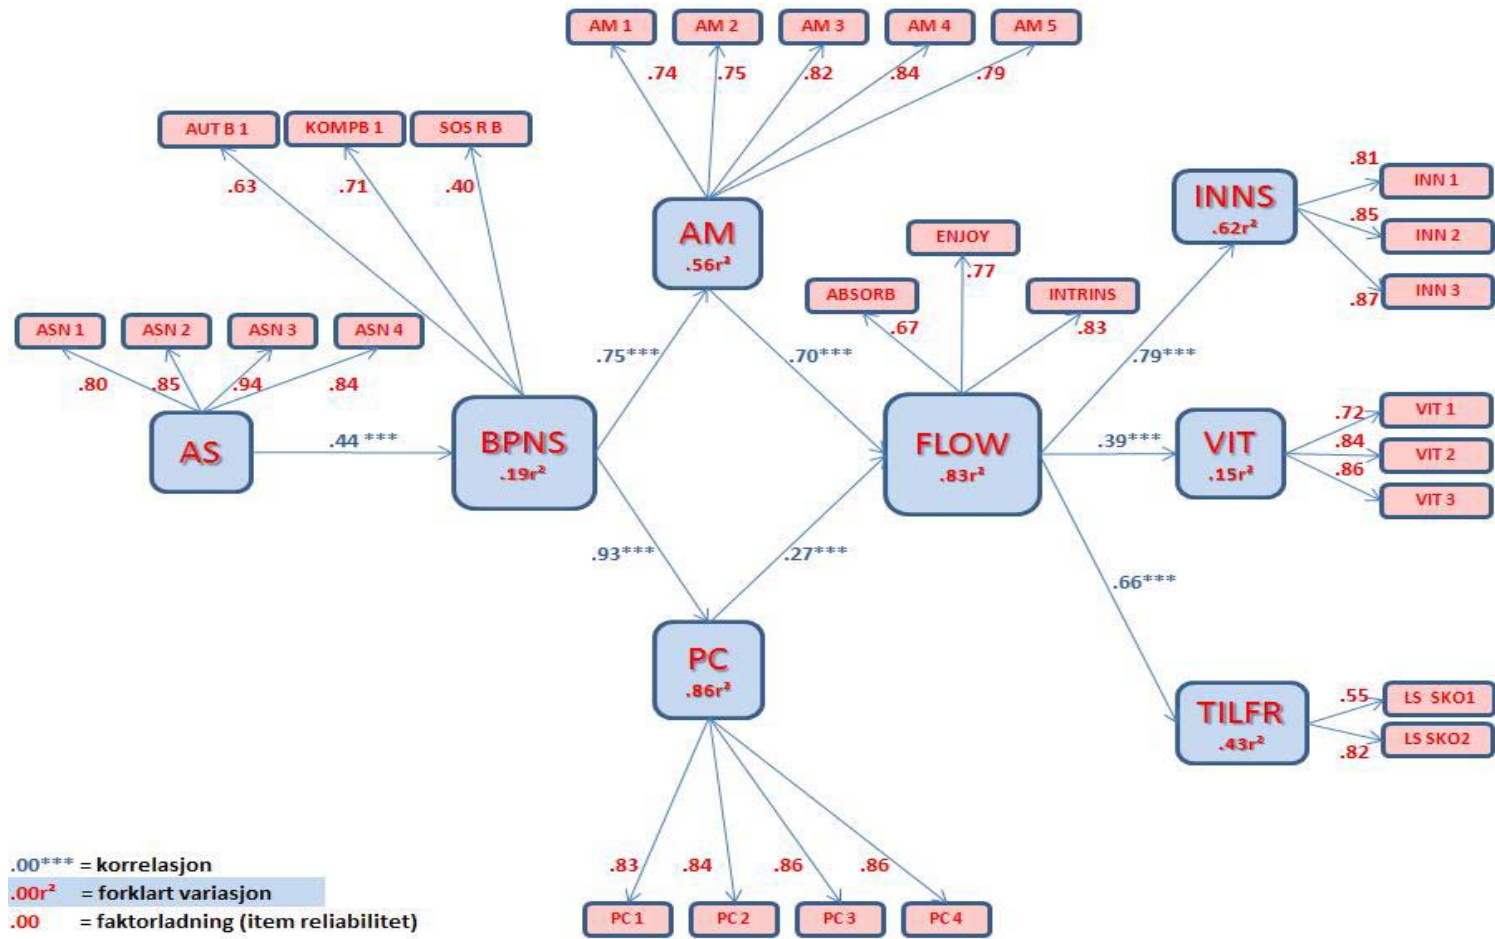 AM 1 AM 2 AM 3 AM 4 AM 5
.74 .75 .82 .84 .79
AUT B 1 KOMPB 1 SOS R B
.63 .71 .40
INNS
.62r²
.81 INN 1
.85 INN 2
.87 INN 3
AM
.56r²
ENJOY
.77
ABSORB INTRINS
.67 .83
ASN 1 ASN 2 ASN 3 ASN 4
.80 .85 .94 .84
.75*** .70*** .79***
AS
.44 ***
BPNS
.19r²
FLOW
.83r²
.39***
VIT
.15r²
.72 VIT 1
.84 VIT 2
.86 VIT 3
.93*** .27*** .66***
PC
.86r²
TILFR
.43r²
.55 LS SKO1
.82 LS SKO2
.83 .84 .86 .86
PC 1 PC 2 PC 3 PC 4
.00*** = korrelasjon
.00r² = forklart variasjon
.00 = faktorladning (item reliabilitet)